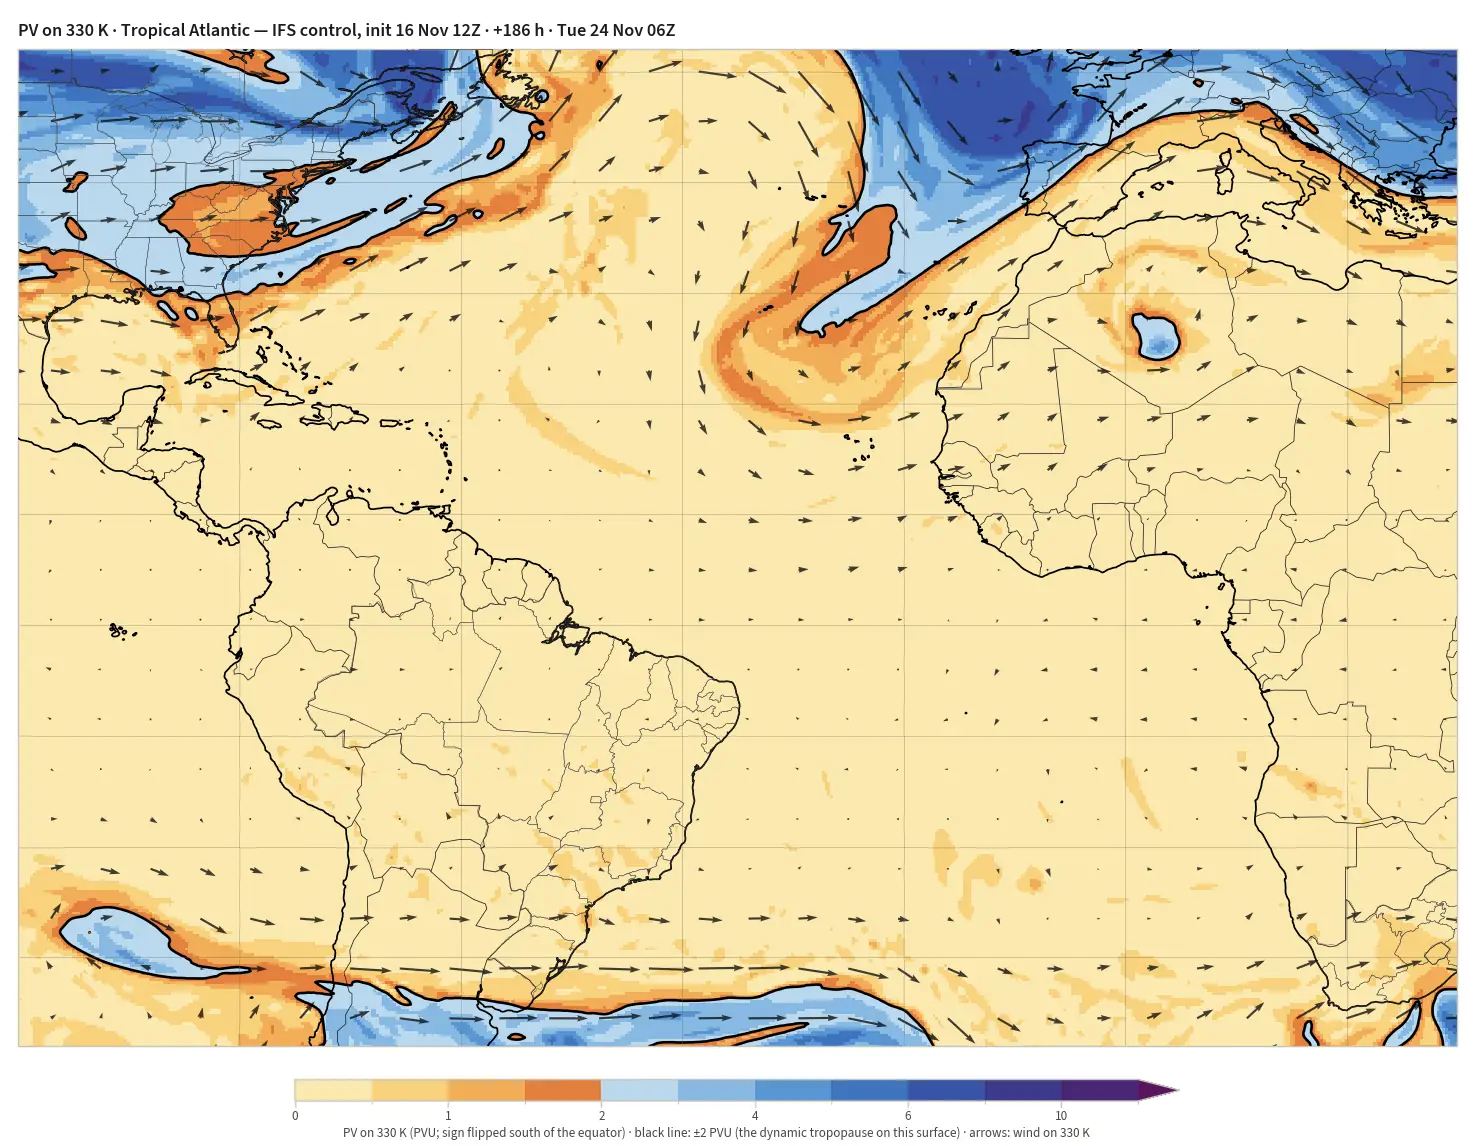 PV on 330 K · Tropical Atlantic — IFS control, init 16 Nov 12Z · +186 h · Tue 24 Nov 06Z
0 1 2 4 6 10
PV on 330 K (PVU; sign flipped south of the equator) · black line: ±2 PVU (the dynamic tropopause on this surface) · arrows: wind on 330 K